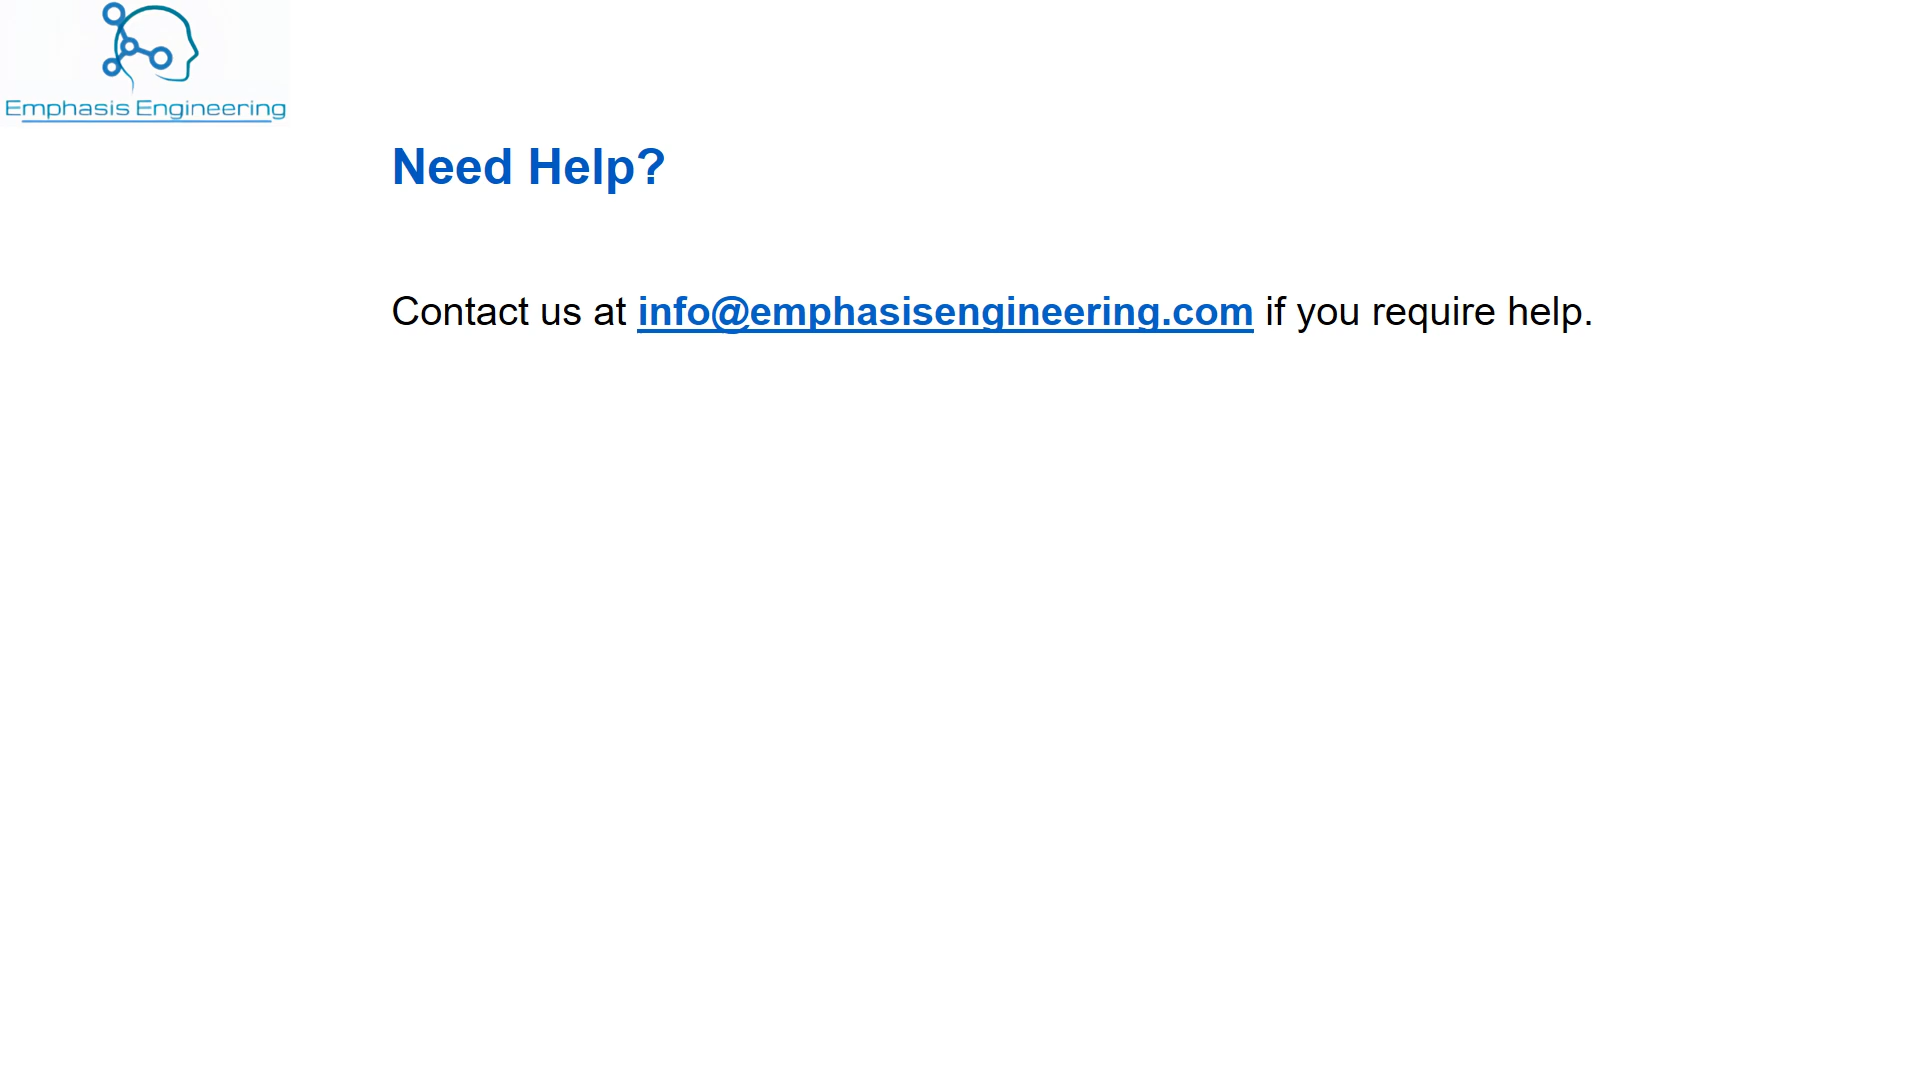 Emphasis Engineering
Need Help?
Contact us at info@emphasisengineering.com if you require help.